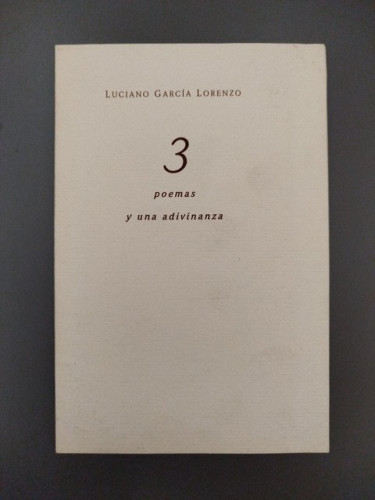 LUCIANO GARCÍA LORENZO
3
poemas
y una adivinanza